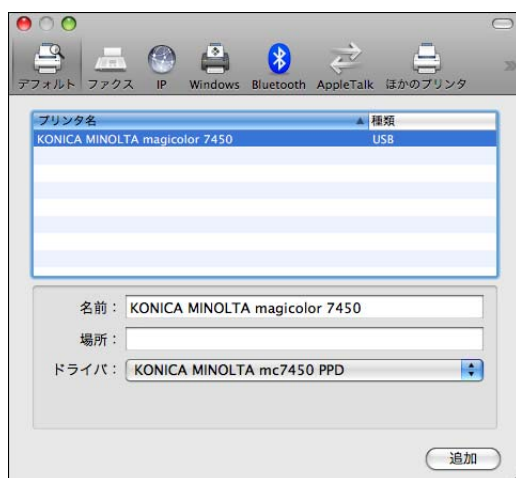 デフォルト ファクス IP Windows Bluetooth AppleTalk ほかのプリンタ
プリンタ名 種類
KONICA MINOLTA magicolor 7450 USB
名前： KONICA MINOLTA magicolor 7450
場所：
ドライバ： KONICA MINOLTA mc7450 PPD
追加